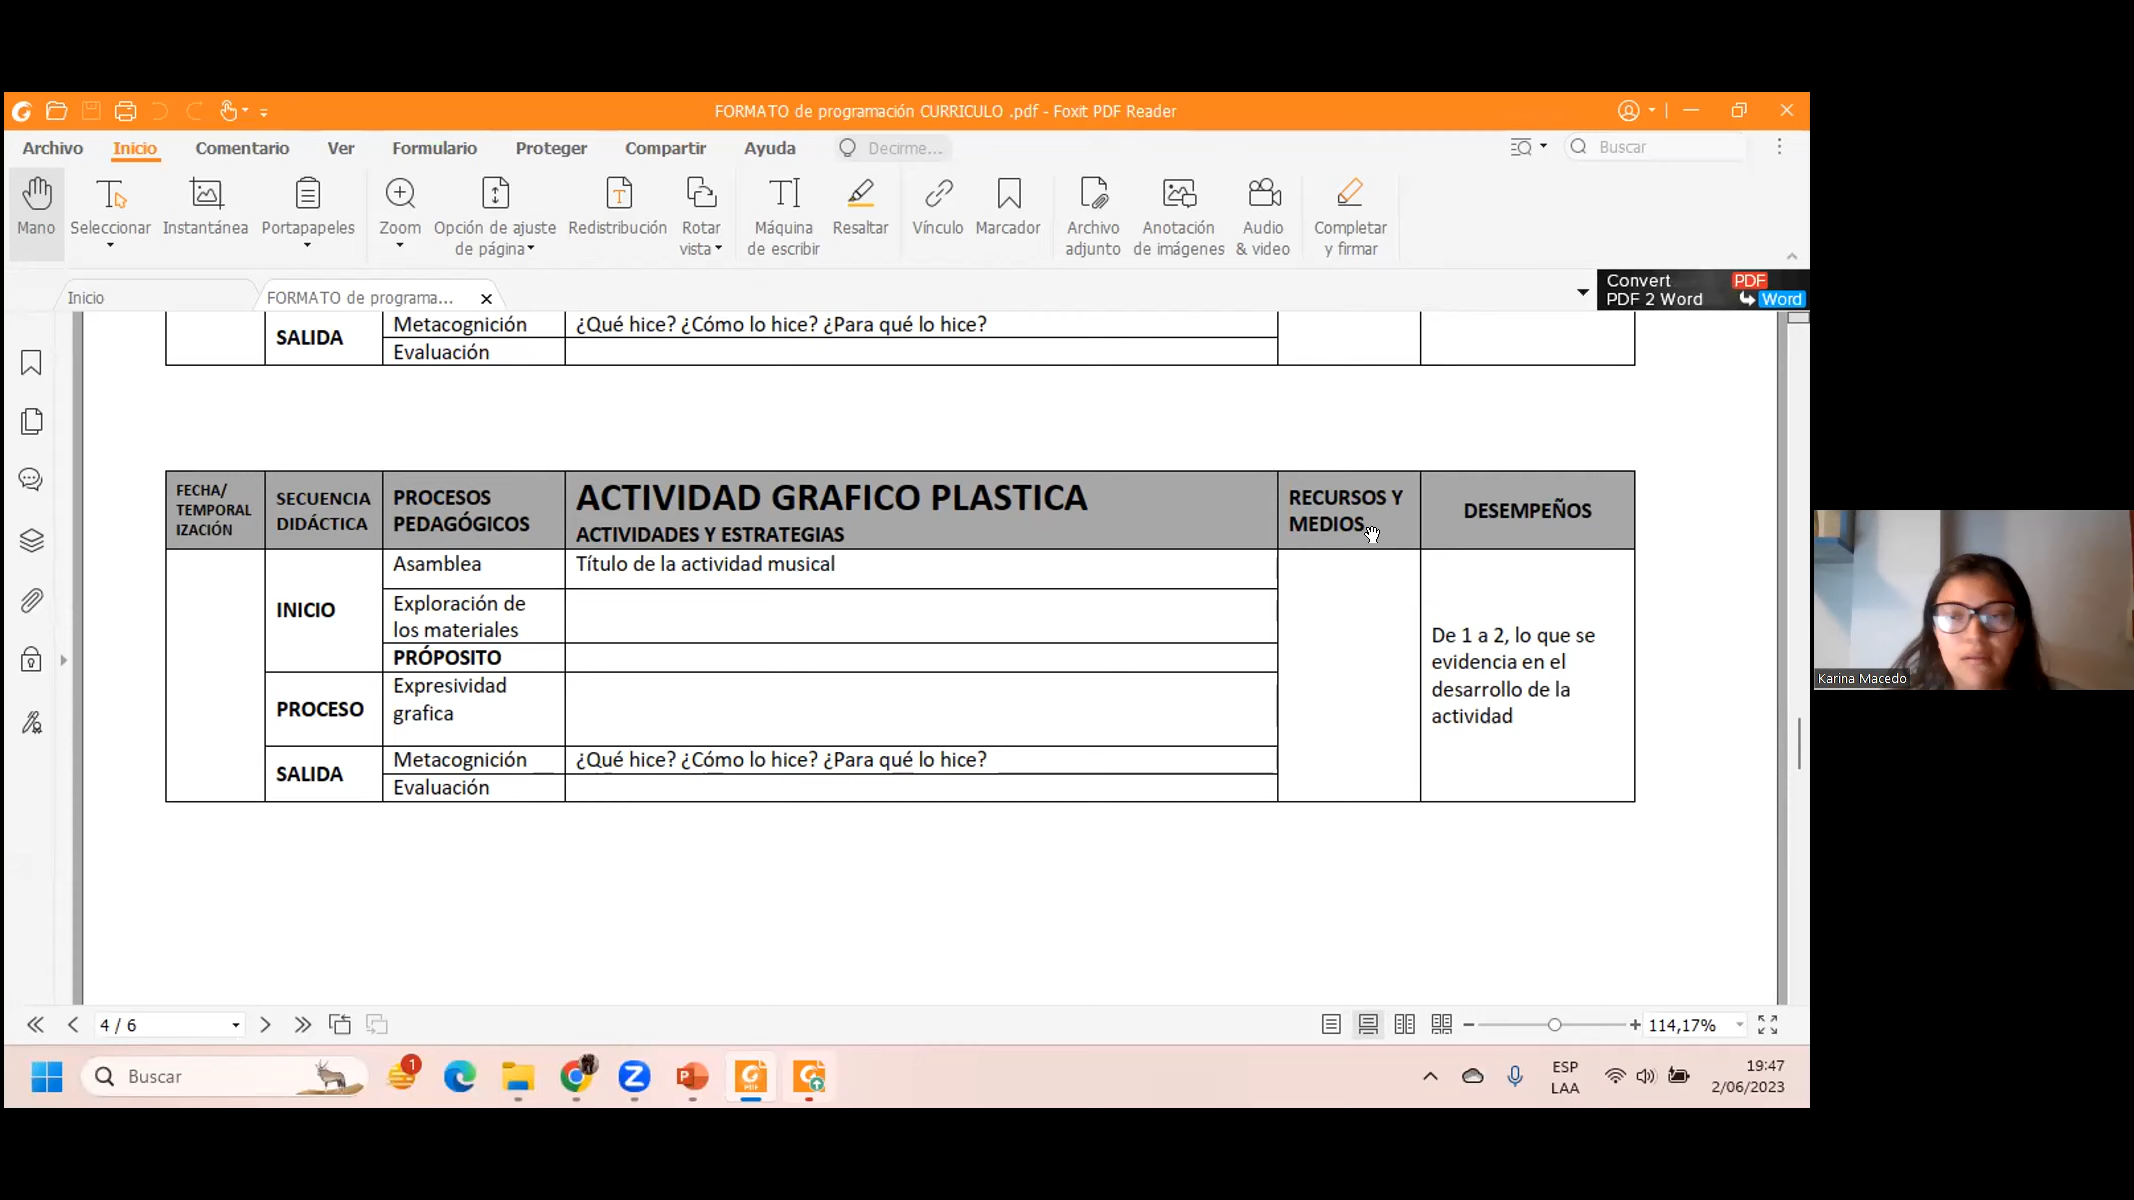 FORMATO de programación CURRICULO .pdf - Foxit PDF Reader
Archivo Inicio Comentario Ver Formulario Proteger Compartir Ayuda Decirme... Buscar
Mano Seleccionar Instantánea Portapapeles Zoom Opción de ajuste de página Redistribución Rotar vista Máquina de escribir Resaltar Vínculo Marcador Archivo adjunto Anotación de imágenes Audio & video Completar y firmar
Inicio FORMATO de programa...
Convert PDF
PDF 2 Word Word
SALIDA
Metacognición ¿Qué hice? ¿Cómo lo hice? ¿Para qué lo hice?
Evaluación
FECHA/
TEMPORAL
IZACIÓN
SECUENCIA
DIDÁCTICA
PROCESOS
PEDAGÓGICOS
ACTIVIDAD GRAFICO PLASTICA
ACTIVIDADES Y ESTRATEGIAS
RECURSOS Y
MEDIOS
DESEMPEÑOS
INICIO
Asamblea Título de la actividad musical
Exploración de
los materiales
PRÓPOSITO
PROCESO
Expresividad
grafica
SALIDA
Metacognición ¿Qué hice? ¿Cómo lo hice? ¿Para qué lo hice?
Evaluación
De 1 a 2, lo que se
evidencia en el
desarrollo de la
actividad
Karina Macedo
4 / 6 114,17%
Buscar
1
ESP
LAA
19:47
2/06/2023